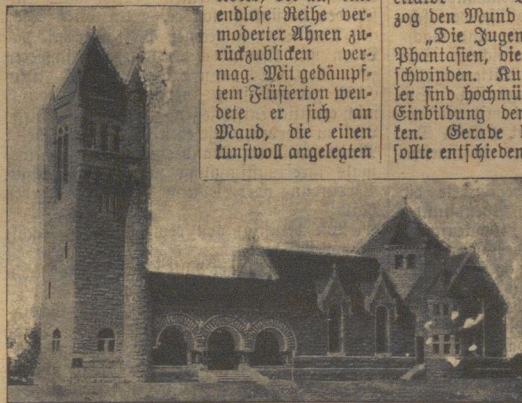 endlose Reihe ver-
moderter Ahnen zu-
rückzublicken ver-
mag. Mit gedämpf-
tem Flüsterton wen-
dete er sich an
Maud, die einen
kunstvoll angelegten
zog den Mund
„Die Jugen
Phantasien, die
schwinden. Ku
ler sind hochmü
Einbildung der
ken. Gerade
sollte entschieden